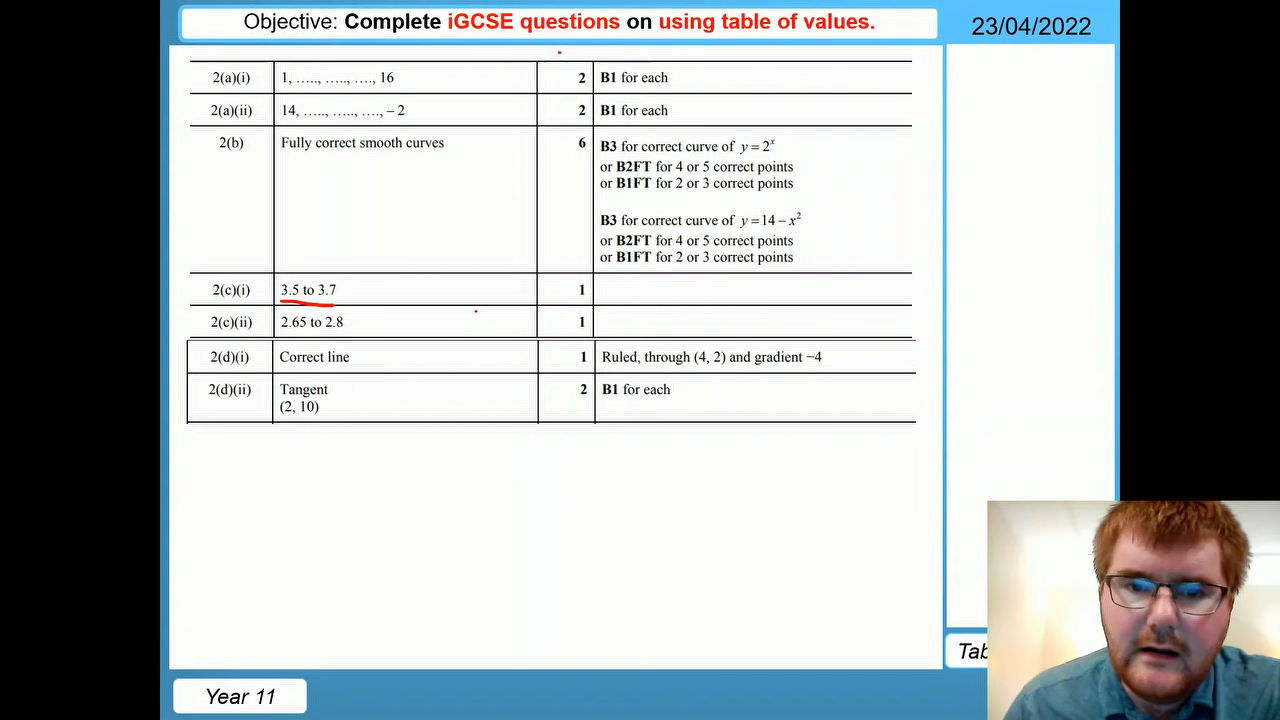 Objective: Complete iGCSE questions on using table of values.
23/04/2022
2(a)(i) 1, ….., ….., …., 16 2 B1 for each
2(a)(ii) 14, ….., ….., …., – 2 2 B1 for each
2(b) Fully correct smooth curves 6 B3 for correct curve of y = 2ˣ
or B2FT for 4 or 5 correct points
or B1FT for 2 or 3 correct points
B3 for correct curve of y = 14 – x²
or B2FT for 4 or 5 correct points
or B1FT for 2 or 3 correct points
2(c)(i) 3.5 to 3.7 1
2(c)(ii) 2.65 to 2.8 1
2(d)(i) Correct line 1 Ruled, through (4, 2) and gradient −4
2(d)(ii) Tangent 2 B1 for each
(2, 10)
Year 11